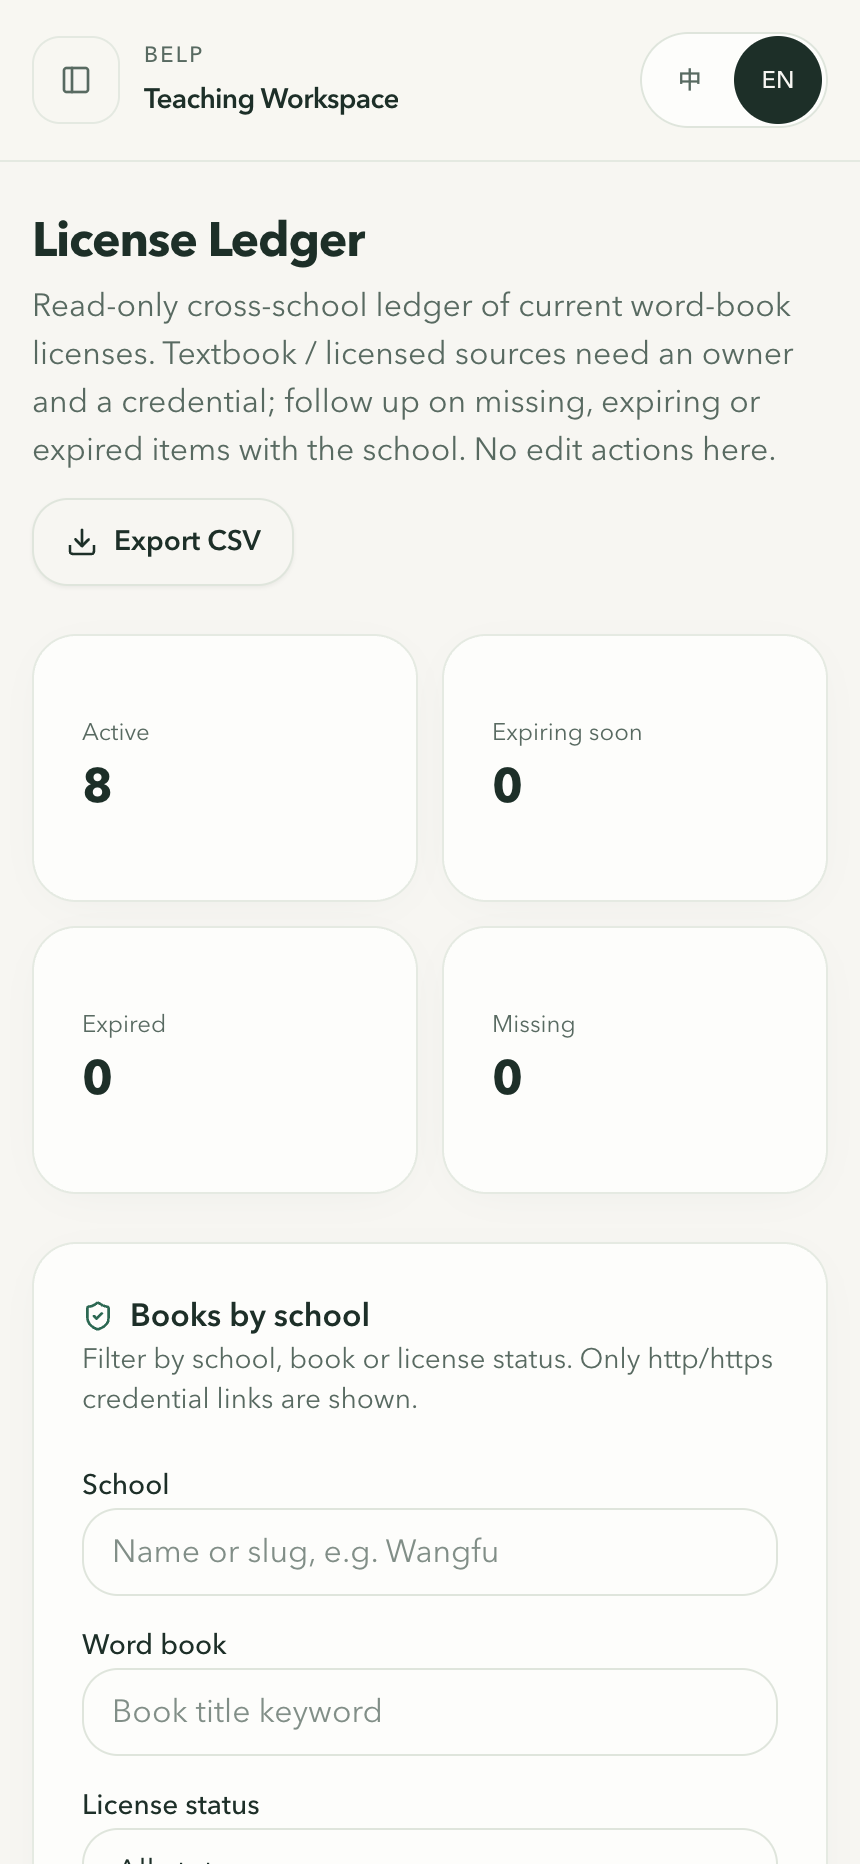 BELP
Teaching Workspace
中
EN
License Ledger
Read-only cross-school ledger of current word-book
licenses. Textbook / licensed sources need an owner
and a credential; follow up on missing, expiring or
expired items with the school. No edit actions here.
Export CSV
Active
8
Expiring soon
0
Expired
0
Missing
0
Books by school
Filter by school, book or license status. Only http/https
credential links are shown.
School
Name or slug, e.g. Wangfu
Word book
Book title keyword
License status